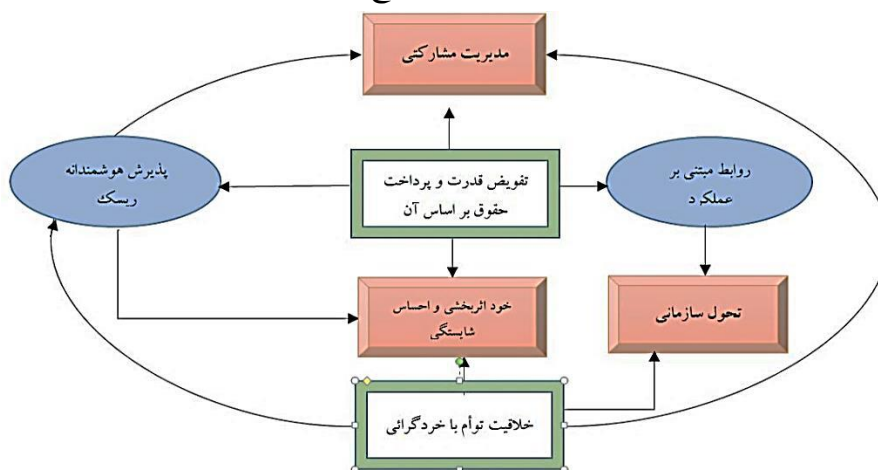 مدیریت مشارکتی
پذیرش هوشمندانه
ریسک
تفویض قدرت و پرداخت
حقوق بر اساس آن
روابط مبتنی بر
عملکرد
خود اثربخشی و احساس
شایستگی
تحول سازمانی
خلاقیت توأم با خردگرائی